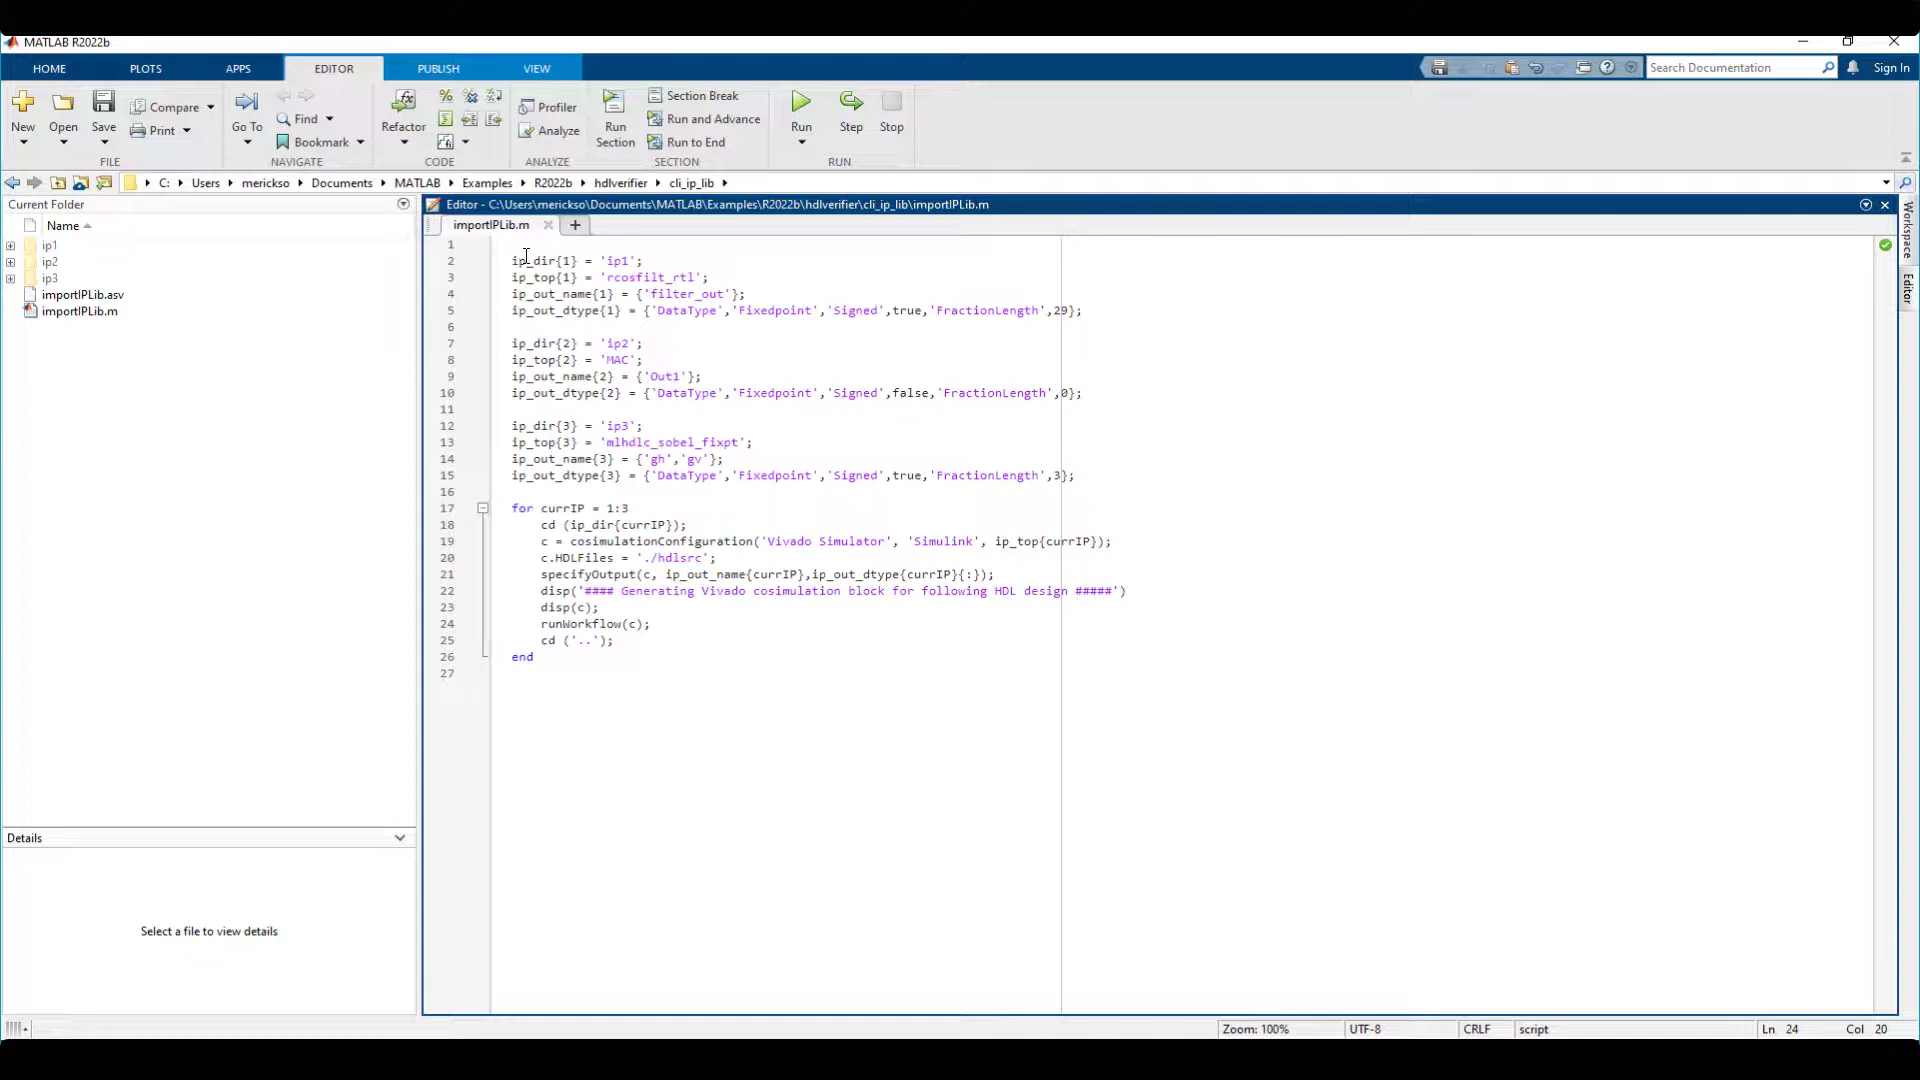 MATLAB R2022b
HOME PLOTS APPS EDITOR PUBLISH VIEW
Search Documentation
Sign In
New Open Save Compare Print
FILE
Go To Find Bookmark
NAVIGATE
Refactor
CODE
Profiler Analyze
ANALYZE
Run Section
Section Break
Run and Advance
Run to End
SECTION
Run Step Stop
RUN
C: Users merickso Documents MATLAB Examples R2022b hdlverifier cli_ip_lib
Current Folder
Name
ip1
ip2
ip3
importIPLib.asv
importIPLib.m
Details
Select a file to view details
Editor - C:\Users\merickso\Documents\MATLAB\Examples\R2022b\hdlverifier\cli_ip_lib\importIPLib.m
importIPLib.m
1
2 ip_dir{1} = 'ip1';
3 ip_top{1} = 'rcosfilt_rtl';
4 ip_out_name{1} = {'filter_out'};
5 ip_out_dtype{1} = {'DataType','Fixedpoint','Signed',true,'FractionLength',29};
6
7 ip_dir{2} = 'ip2';
8 ip_top{2} = 'MAC';
9 ip_out_name{2} = {'Out1'};
10 ip_out_dtype{2} = {'DataType','Fixedpoint','Signed',false,'FractionLength',0};
11
12 ip_dir{3} = 'ip3';
13 ip_top{3} = 'mlhdlc_sobel_fixpt';
14 ip_out_name{3} = {'gh','gv'};
15 ip_out_dtype{3} = {'DataType','Fixedpoint','Signed',true,'FractionLength',3};
16
17 for currIP = 1:3
18 cd (ip_dir{currIP});
19 c = cosimulationConfiguration('Vivado Simulator', 'Simulink', ip_top{currIP});
20 c.HDLFiles = './hdlsrc';
21 specifyOutput(c, ip_out_name{currIP},ip_out_dtype{currIP}{:});
22 disp('#### Generating Vivado cosimulation block for following HDL design #####')
23 disp(c);
24 runWorkflow(c);
25 cd ('..');
26 end
27
Workspace
Editor
Zoom: 100% UTF-8 CRLF script Ln 24 Col 20